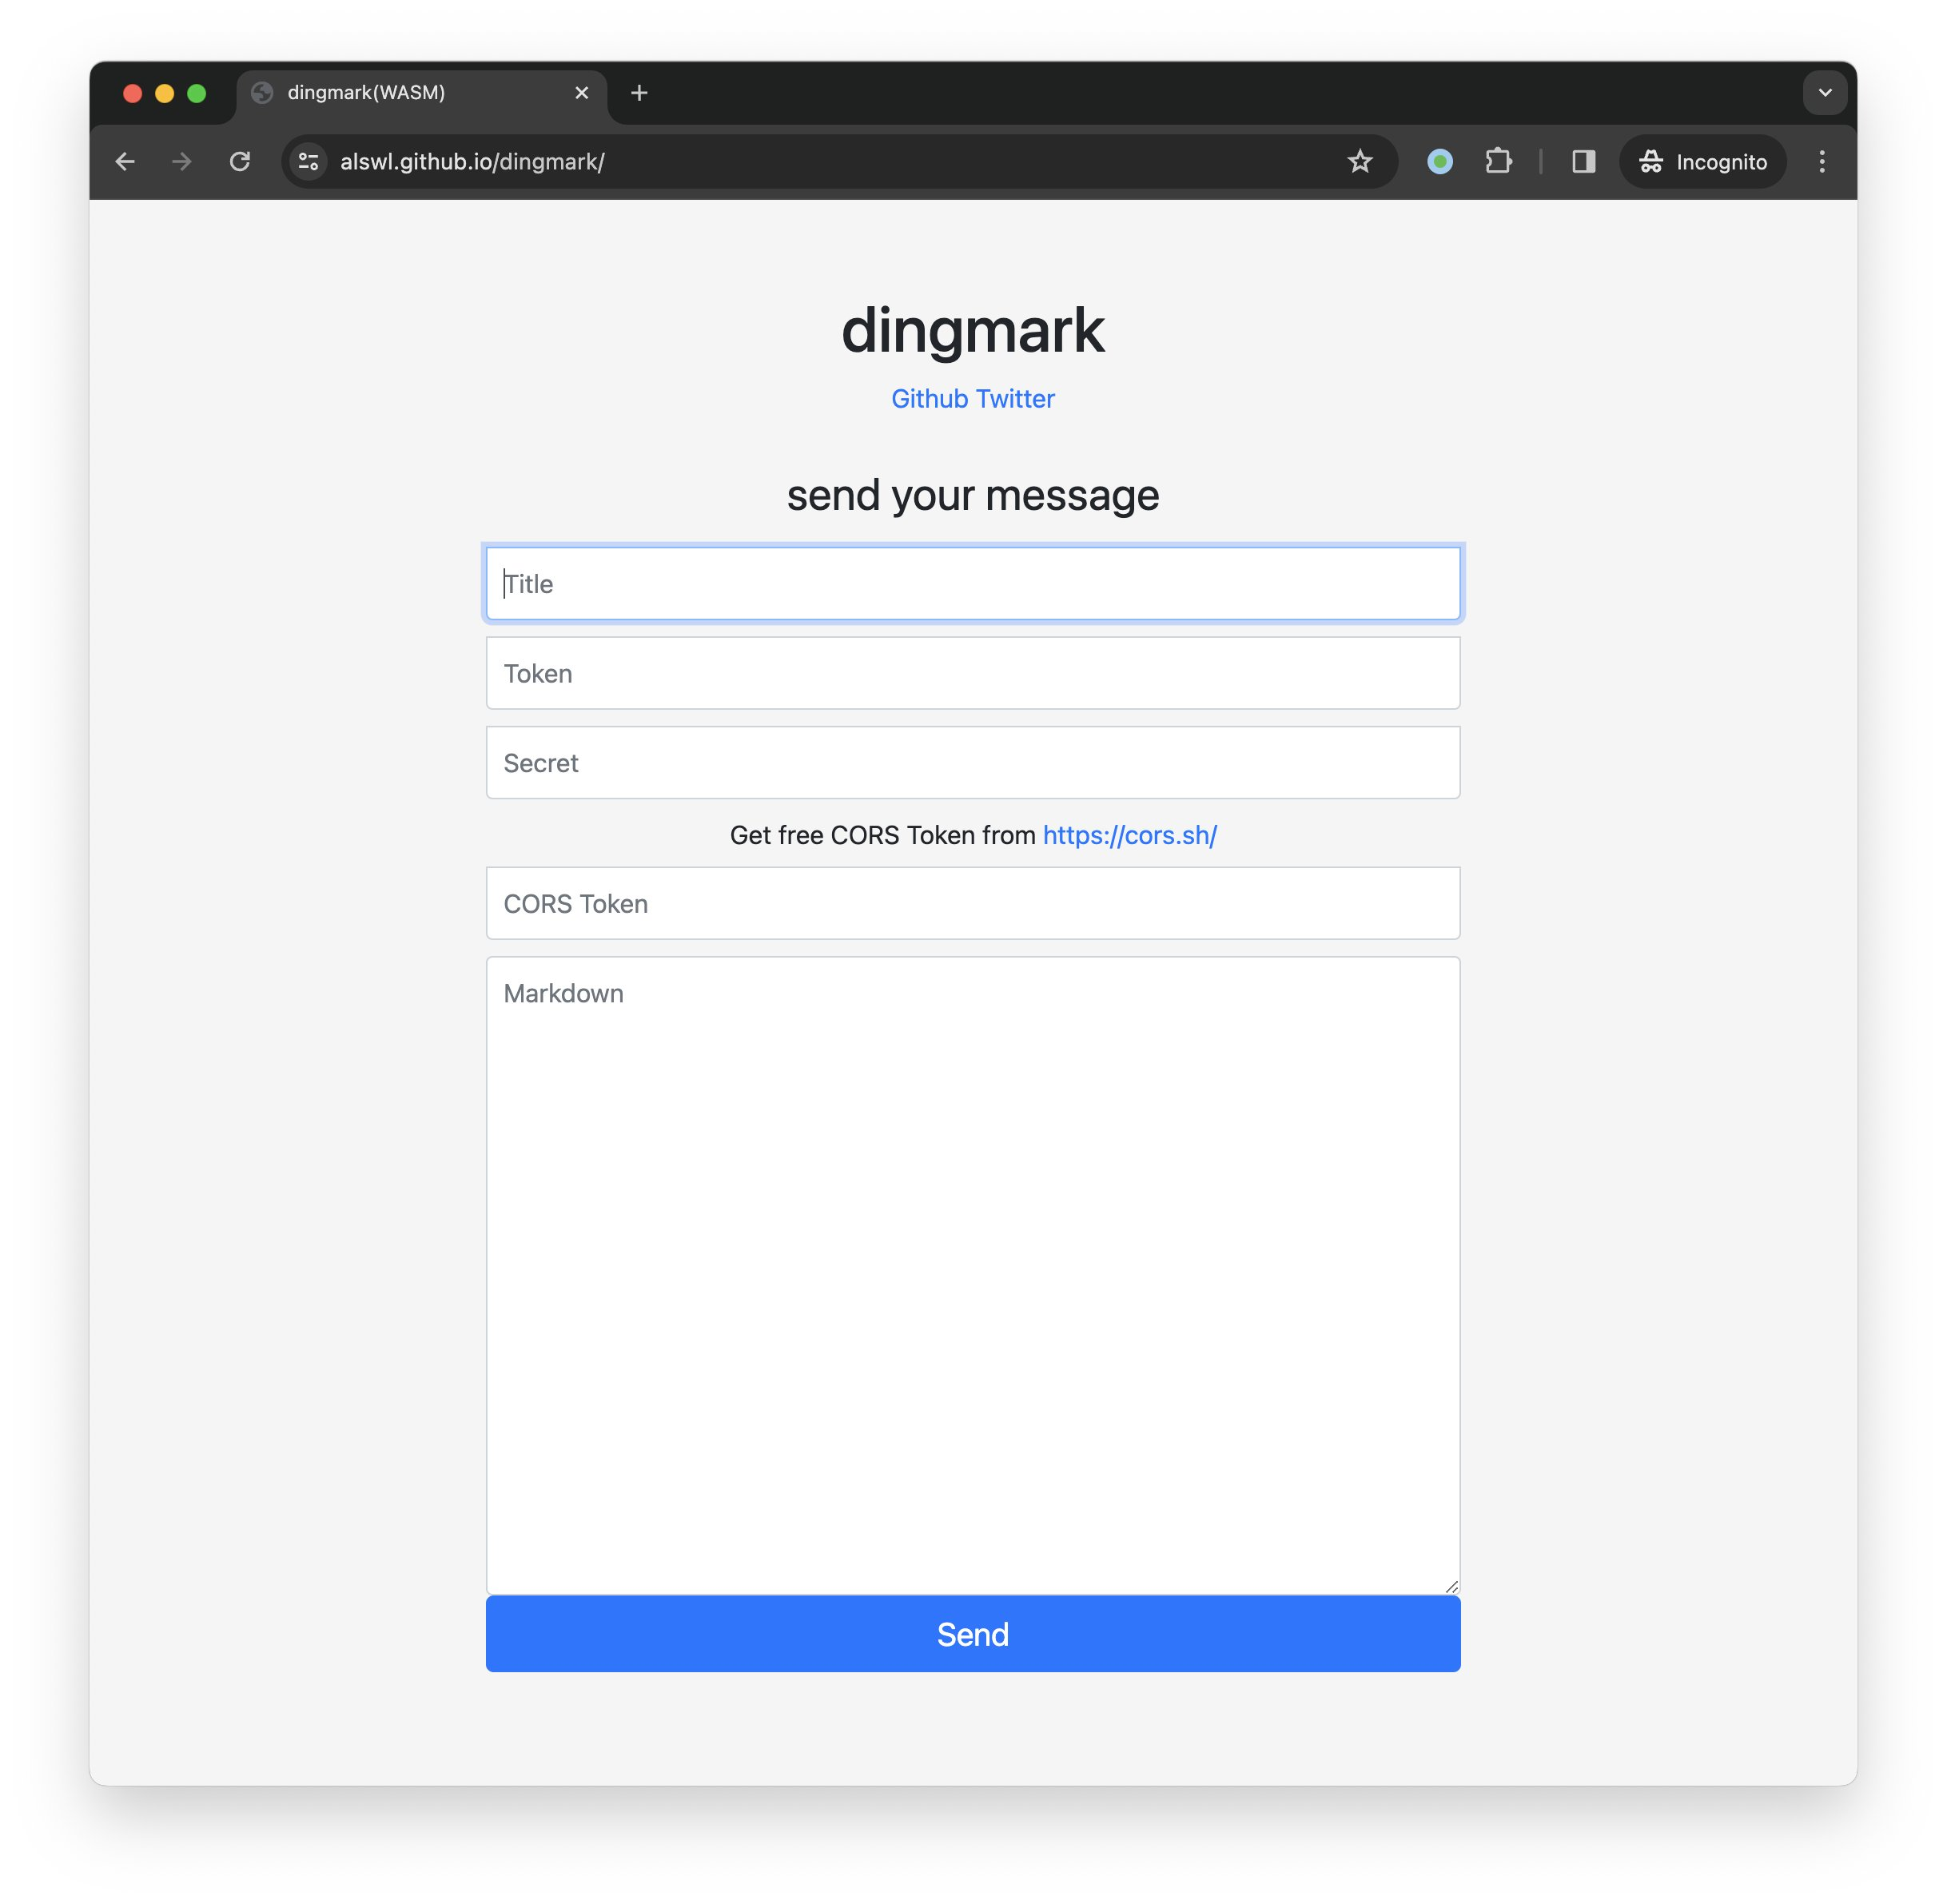 dingmark(WASM)
alswl.github.io/dingmark/
Incognito
dingmark
Github Twitter
send your message
Title
Token
Secret
Get free CORS Token from https://cors.sh/
CORS Token
Markdown
Send